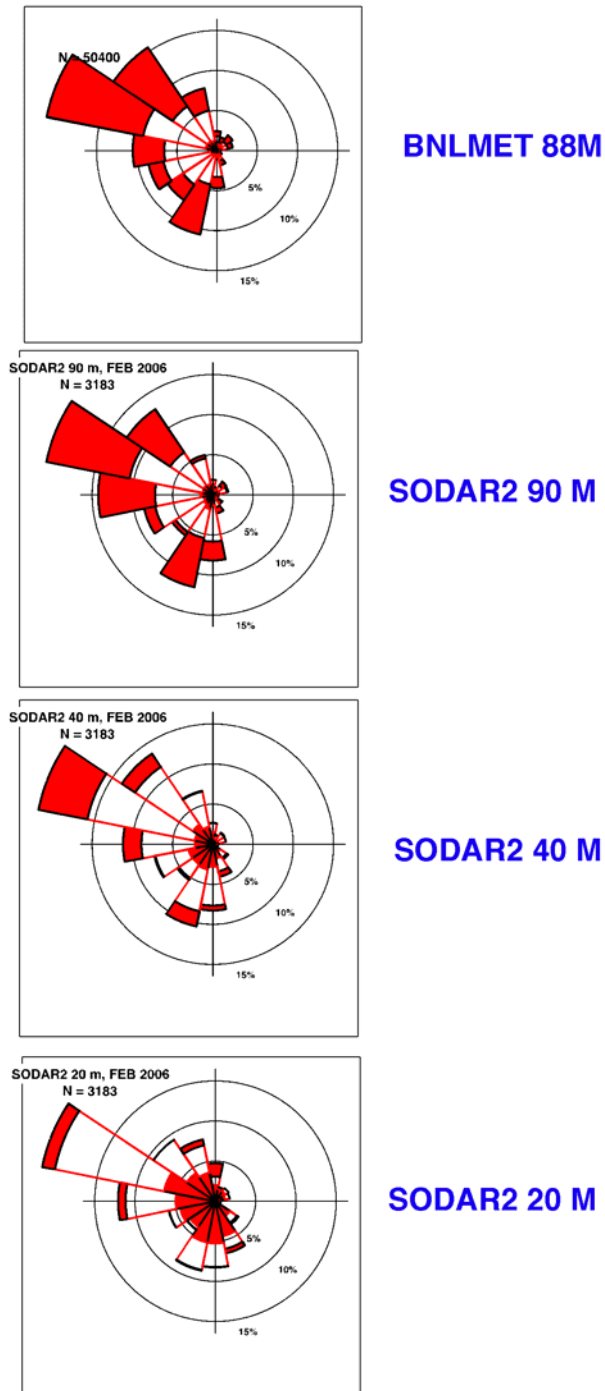 N = 50400
BNLMET 88M
5%
10%
15%
SODAR2 90 m, FEB 2006
N = 3183
SODAR2 90 M
5%
10%
15%
SODAR2 40 m, FEB 2006
N = 3183
SODAR2 40 M
5%
10%
15%
SODAR2 20 m, FEB 2006
N = 3183
SODAR2 20 M
5%
10%
15%